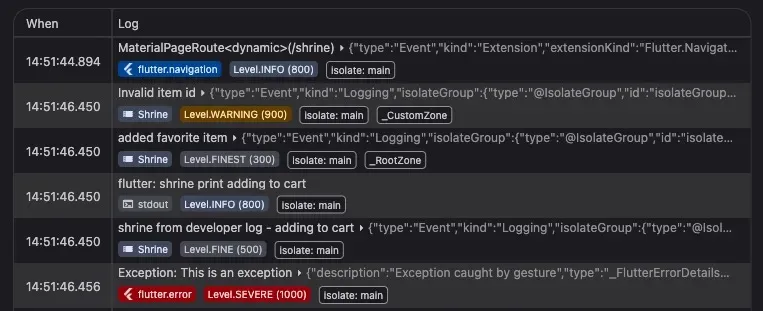 When Log
MaterialPageRoute<dynamic>(/shrine) ▸ {"type":"Event","kind":"Extension","extensionKind":"Flutter.Navigat...
14:51:44.894
flutter.navigation Level.INFO (800) isolate: main
Invalid item id ▸ {"type":"Event","kind":"Logging","isolateGroup":{"type":"@IsolateGroup","id":"isolateGroup...
14:51:46.450
Shrine Level.WARNING (900) isolate: main _CustomZone
added favorite item ▸ {"type":"Event","kind":"Logging","isolateGroup":{"type":"@IsolateGroup","id":"isolate...
14:51:46.450
Shrine Level.FINEST (300) isolate: main _RootZone
flutter: shrine print adding to cart
14:51:46.450
stdout Level.INFO (800) isolate: main
shrine from developer log - adding to cart ▸ {"type":"Event","kind":"Logging","isolateGroup":{"type":"@Isol...
14:51:46.450
Shrine Level.FINE (500) isolate: main
Exception: This is an exception ▸ {"description":"Exception caught by gesture","type":"_FlutterErrorDetails...
14:51:46.456
flutter.error Level.SEVERE (1000) isolate: main